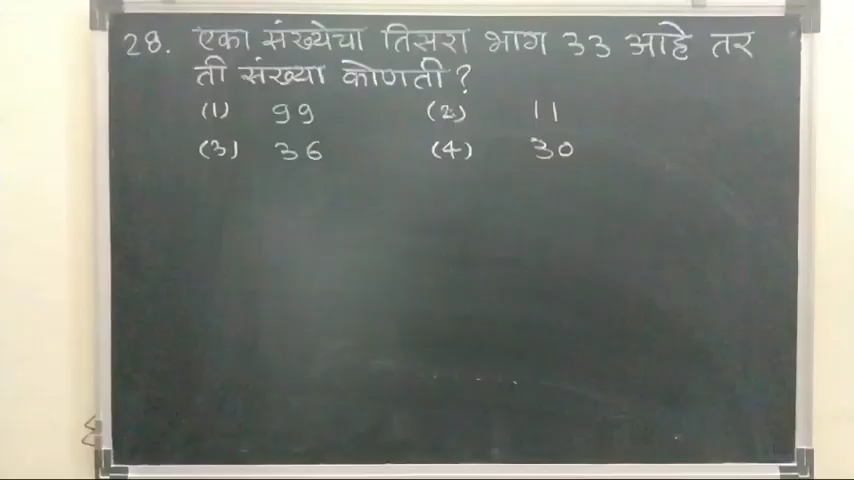 28. एका संख्येचा तिसरा भाग 33 आहे तर
ती संख्या कोणती ?
(1) 99 (2) 11
(3) 36 (4) 30